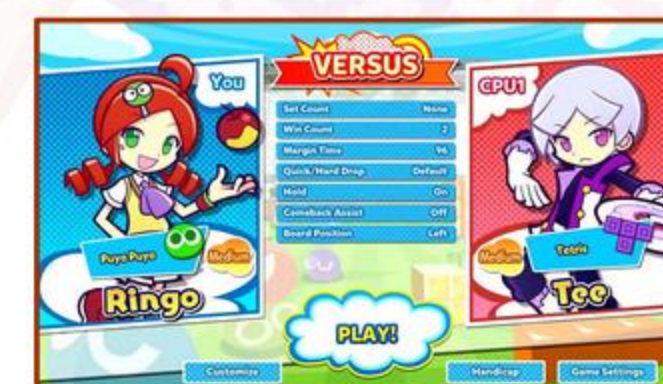 VERSUS
You
CPU1
Set Count None
Win Count 2
Margin Time 96
Quick/Hard Drop Default
Hold On
Comeback Assist Off
Board Position Left
Puyo Puyo
Medium
Ringo
Medium
Tetris
Tee
PLAY!
Customize
Handicap
Game Settings